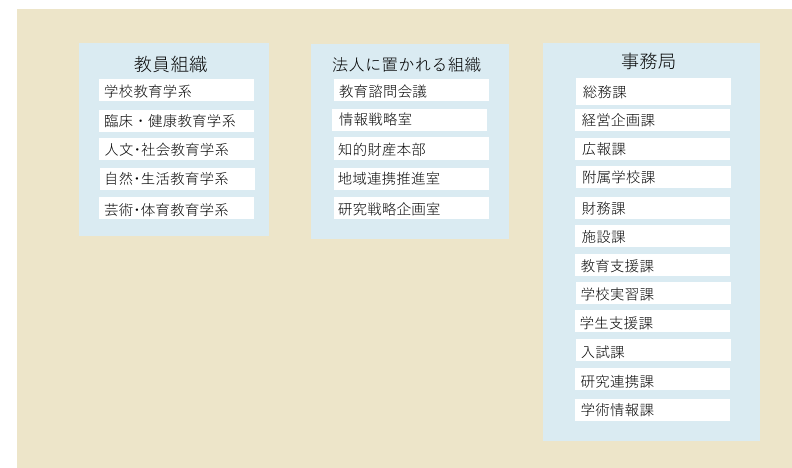 教員組織
学校教育学系
臨床・健康教育学系
人文･社会教育学系
自然･生活教育学系
芸術･体育教育学系
法人に置かれる組織
教育諮問会議
情報戦略室
知的財産本部
地域連携推進室
研究戦略企画室
事務局
総務課
経営企画課
広報課
附属学校課
財務課
施設課
教育支援課
学校実習課
学生支援課
入試課
研究連携課
学術情報課